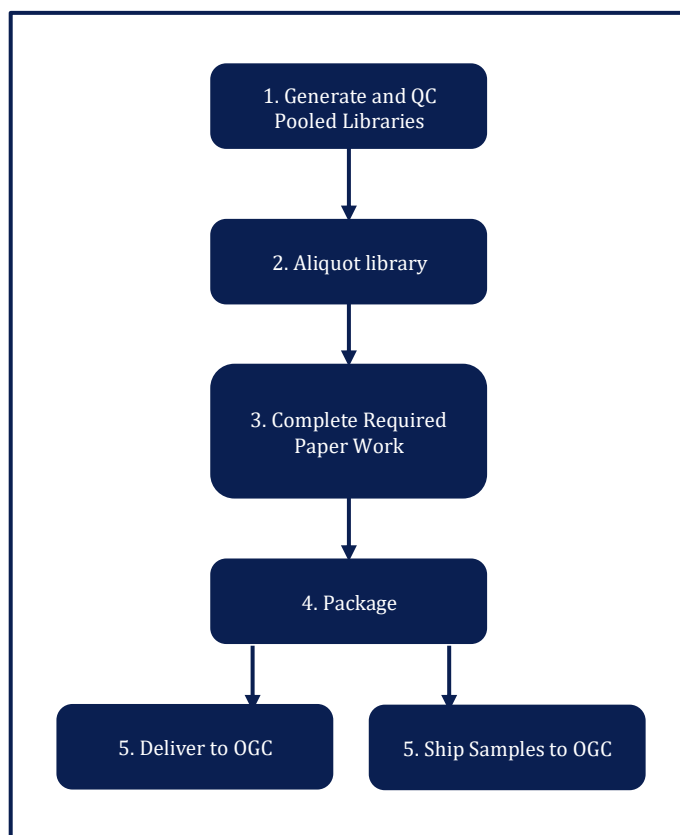 1. Generate and QC
Pooled Libraries
2. Aliquot library
3. Complete Required
Paper Work
4. Package
5. Deliver to OGC
5. Ship Samples to OGC